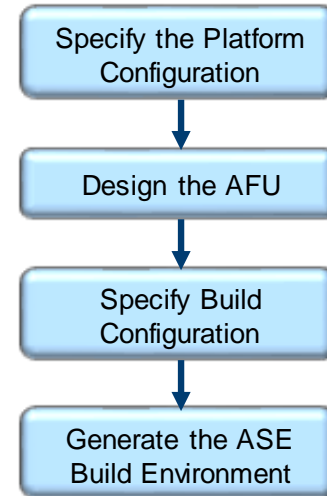 Specify the Platform
Configuration
Design the AFU
Specify Build
Configuration
Generate the ASE
Build Environment